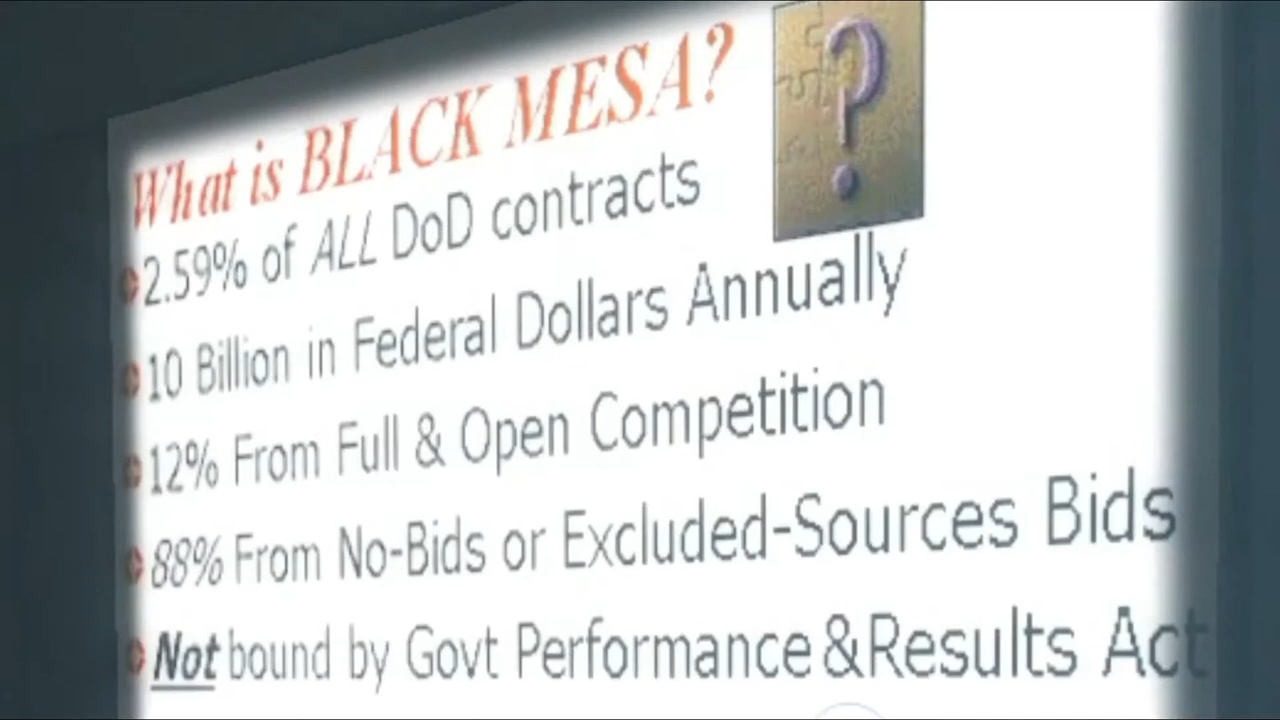 What is BLACK MESA?
2.59% of ALL DoD contracts
10 Billion in Federal Dollars Annually
12% From Full & Open Competition
88% From No-Bids or Excluded-Sources Bids
Not bound by Govt Performance&Results Act
?